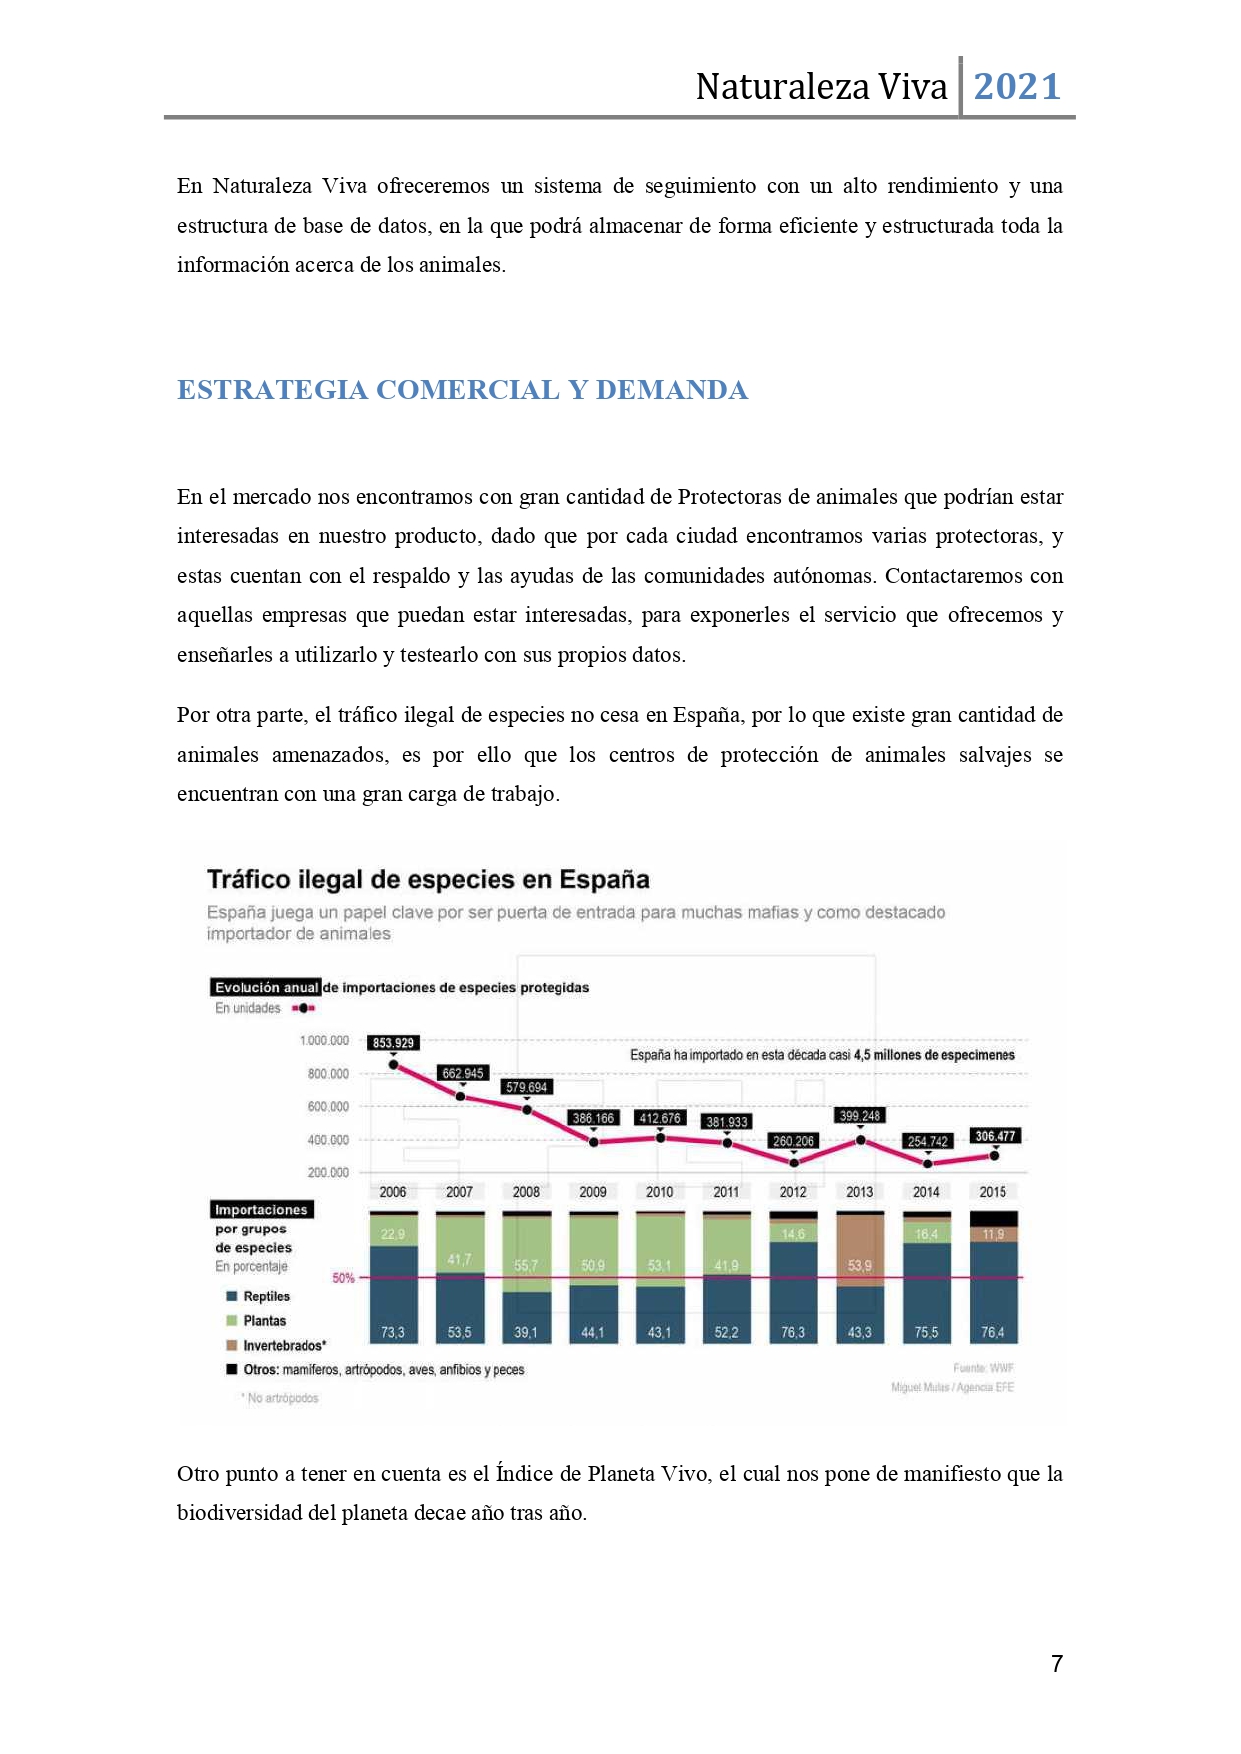 Naturaleza Viva 2021
En Naturaleza Viva ofreceremos un sistema de seguimiento con un alto rendimiento y una
estructura de base de datos, en la que podrá almacenar de forma eficiente y estructurada toda la
información acerca de los animales.
ESTRATEGIA COMERCIAL Y DEMANDA
En el mercado nos encontramos con gran cantidad de Protectoras de animales que podrían estar
interesadas en nuestro producto, dado que por cada ciudad encontramos varias protectoras, y
estas cuentan con el respaldo y las ayudas de las comunidades autónomas. Contactaremos con
aquellas empresas que puedan estar interesadas, para exponerles el servicio que ofrecemos y
enseñarles a utilizarlo y testearlo con sus propios datos.
Por otra parte, el tráfico ilegal de especies no cesa en España, por lo que existe gran cantidad de
animales amenazados, es por ello que los centros de protección de animales salvajes se
encuentran con una gran carga de trabajo.
Tráfico ilegal de especies en España
España juega un papel clave por ser puerta de entrada para muchas mafias y como destacado
importador de animales
Evolución anual de importaciones de especies protegidas
En unidades
España ha importado en esta década casi 4,5 millones de especimenes
1.000.000
800.000
600.000
400.000
200.000
853.929 662.945 579.694 386.166 412.676 381.933 260.206 399.248 254.742 306.477
2006 2007 2008 2009 2010 2011 2012 2013 2014 2015
Importaciones
por grupos
de especies
En porcentaje
50%
22,9 41,7 55,7 50,9 53,1 41,9 14,6 53,9 16,4 11,9
73,3 53,5 39,1 44,1 43,1 52,2 76,3 43,3 75,5 76,4
Reptiles
Plantas
Invertebrados*
Otros: mamíferos, artrópodos, aves, anfibios y peces
* No artrópodos
Fuente: WWF
Miguel Mulas / Agencia EFE
Otro punto a tener en cuenta es el Índice de Planeta Vivo, el cual nos pone de manifiesto que la
biodiversidad del planeta decae año tras año.
7